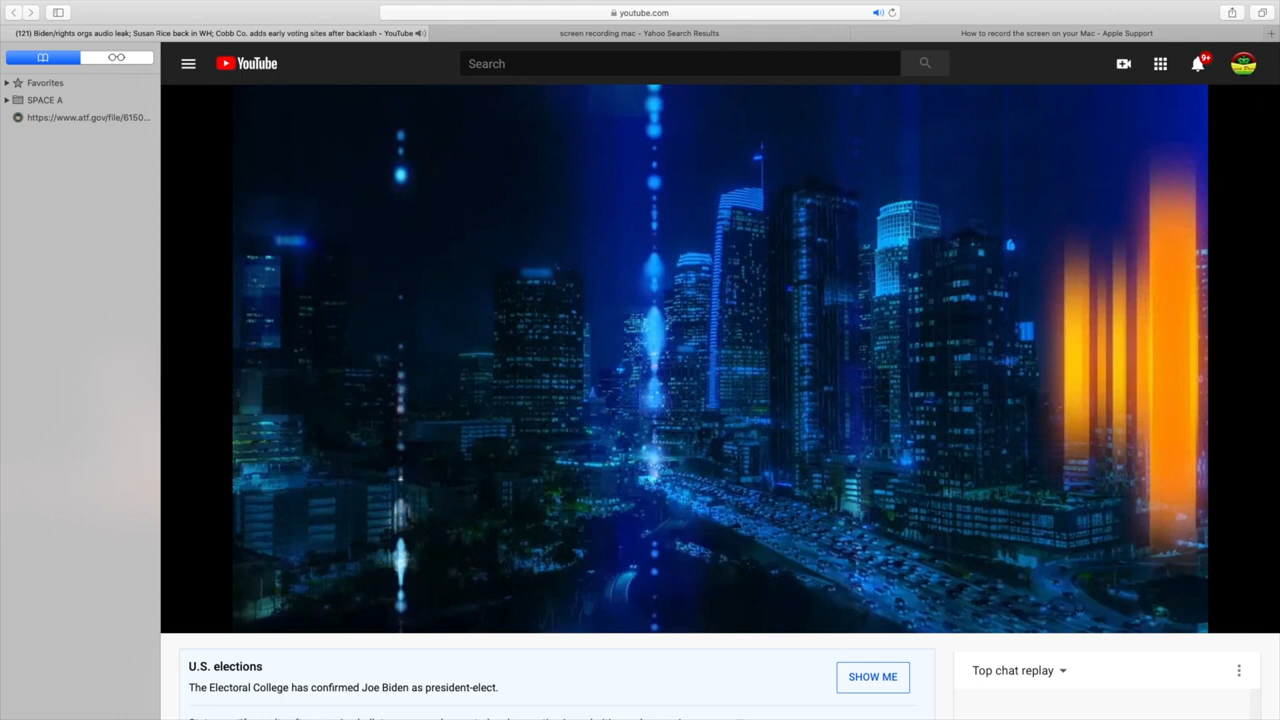 youtube.com
(121) Biden/rights orgs audio leak; Susan Rice back in WH; Cobb Co. adds early voting sites after backlash - YouTube
screen recording mac - Yahoo Search Results
How to record the screen on your Mac - Apple Support
YouTube
Search
9+
Favorites
SPACE A
https://www.atf.gov/file/6150...
U.S. elections
SHOW ME
The Electoral College has confirmed Joe Biden as president-elect.
Top chat replay